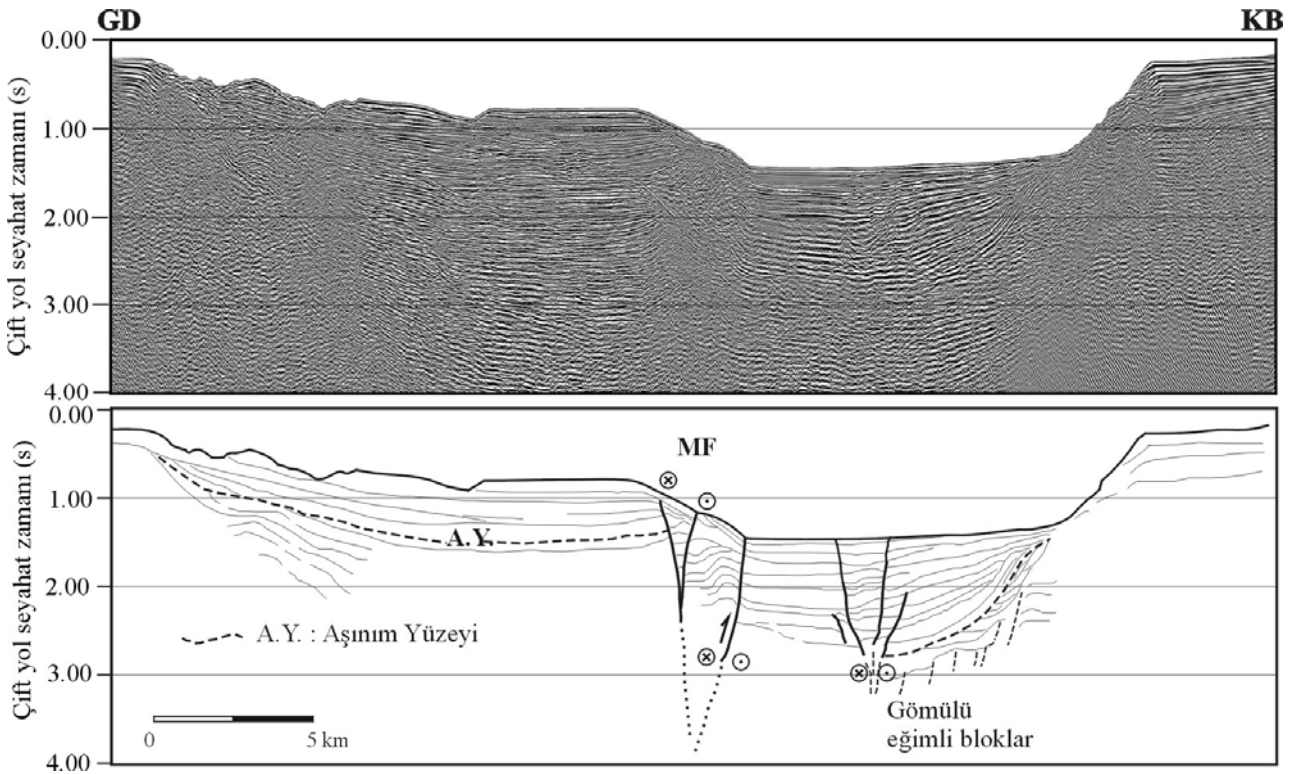 GD KB
0.00
1.00
2.00
3.00
4.00
Çift yol seyahat zamanı (s)
0.00
1.00
2.00
3.00
4.00
Çift yol seyahat zamanı (s)
MF
A.Y.
A.Y. : Aşınım Yüzeyi
0 5 km
Gömülü
eğimli bloklar